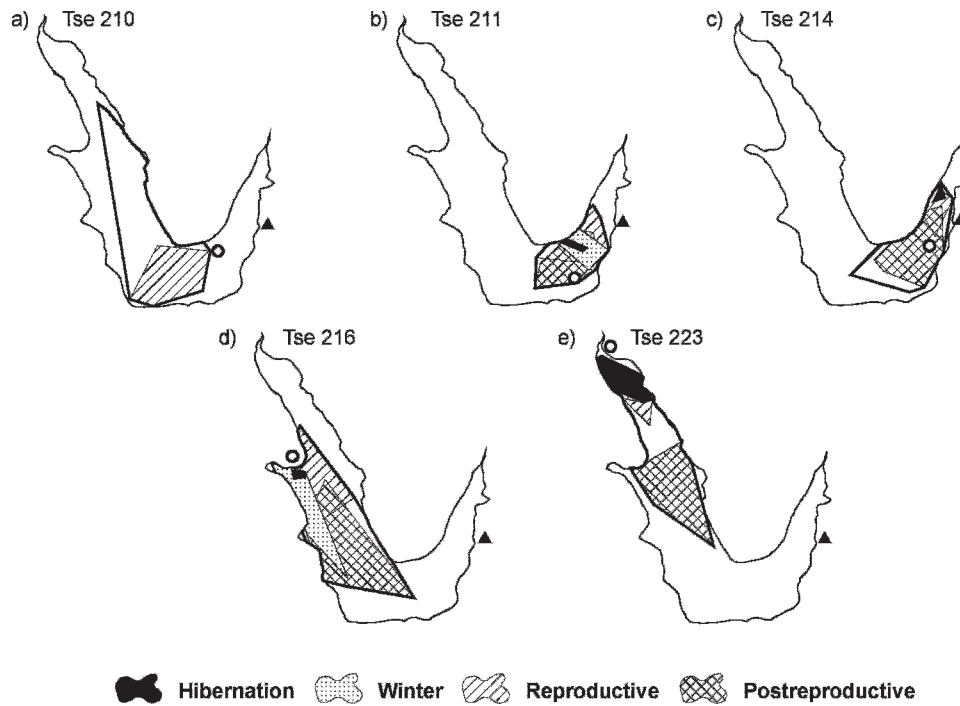 a) Tse 210
b) Tse 211
c) Tse 214
d) Tse 216
e) Tse 223
Hibernation Winter Reproductive Postreproductive